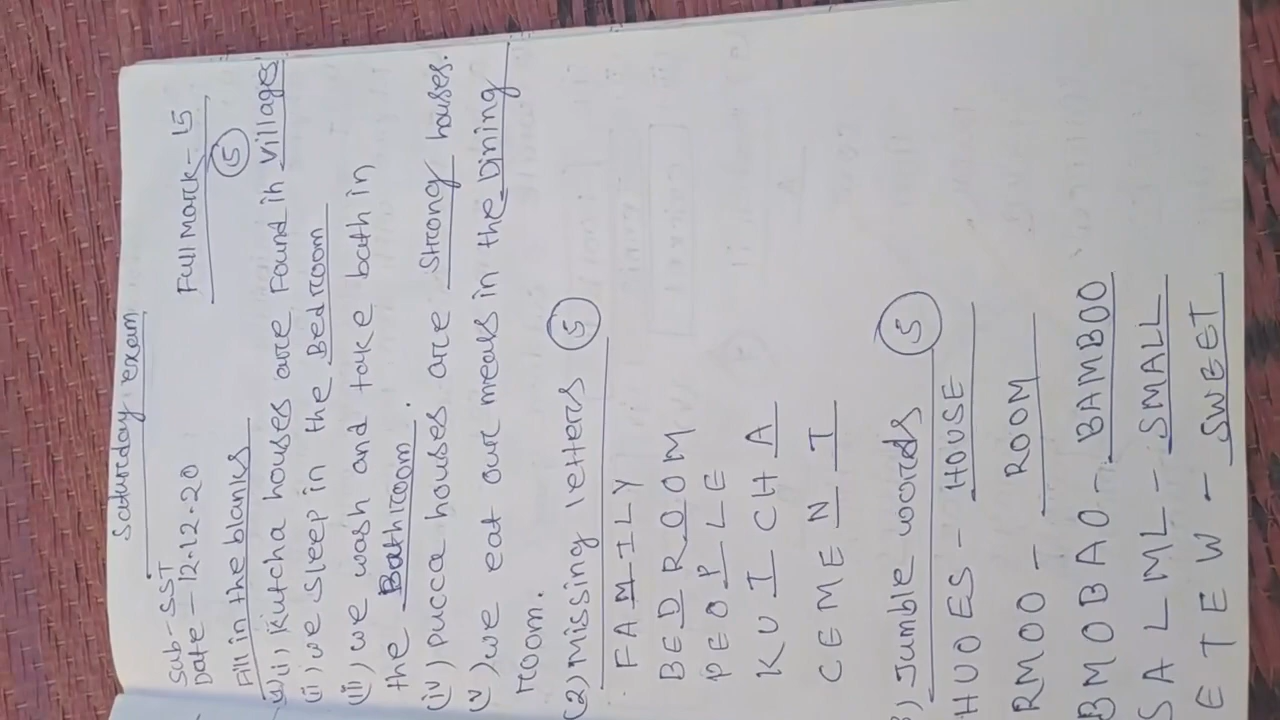 Saturday exam
Sub-SST
Date-12.12.20 Full Mark-15
Fill in the blanks (5)
(i) Kutcha houses are Found in Villages
(ii) we sleep in the Bedroom
(iii) we wash and take bath in
the Bathroom.
(iv) pucca houses are Strong houses.
(v) we eat our meals in the Dining
room.
(2) missing letters (5)
FAMILY
BEDROOM
PEOPLE
KUICHA
CEMENT
) Jumble words (5)
HUOES - HOUSE
RMOO - ROOM
BMOBAO - BAMBOO
SALML - SMALL
ETEW - SWEET